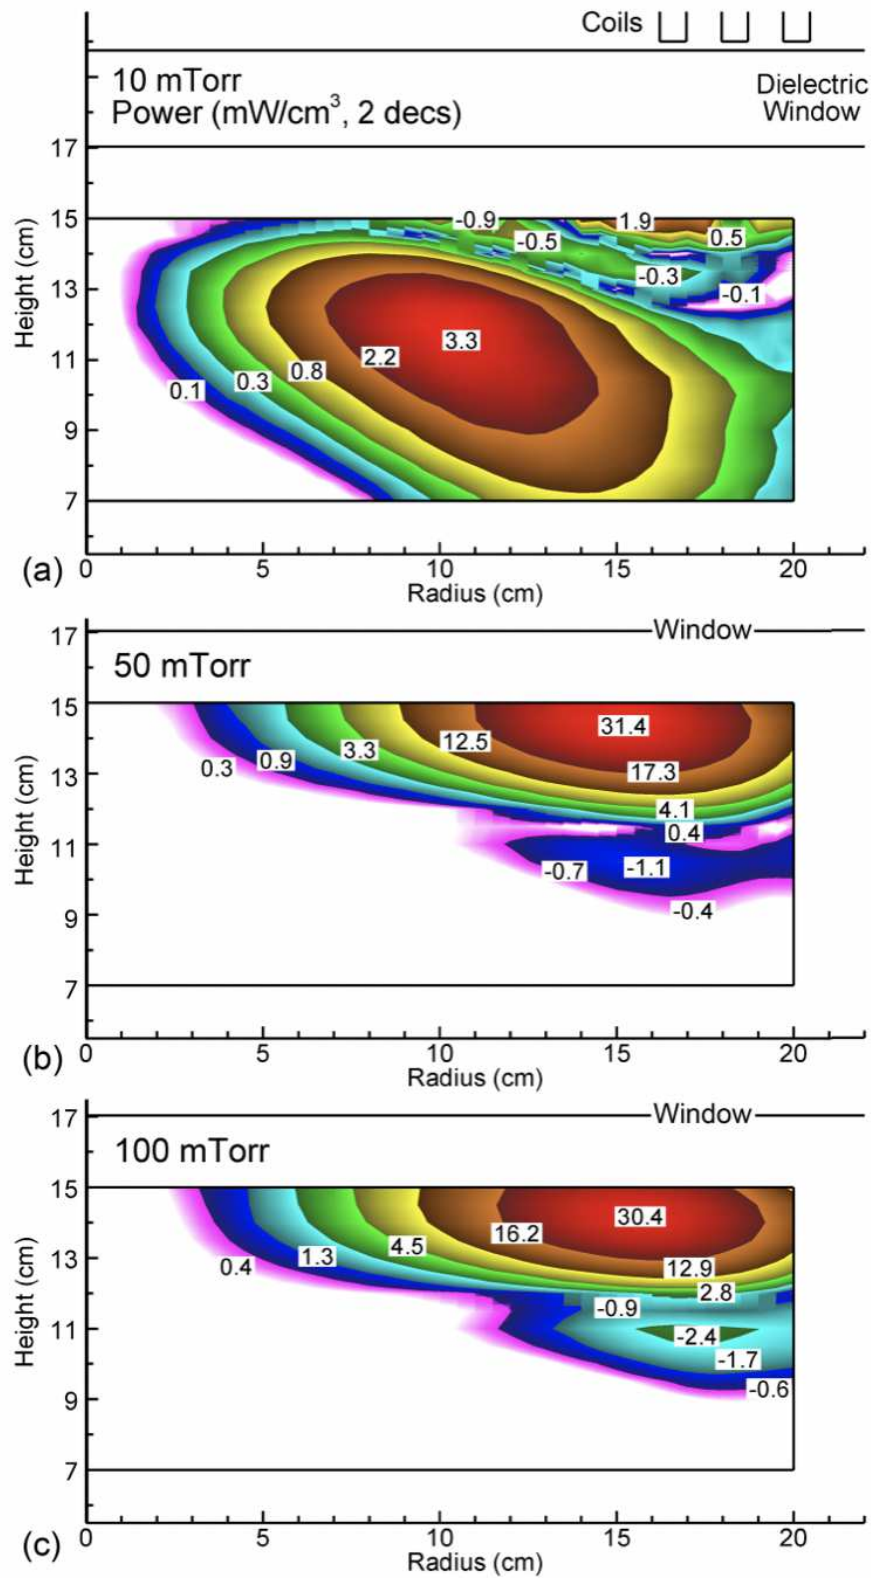 Coils
10 mTorr
Power (mW/cm³, 2 decs)
Dielectric
Window
17
15
13
11
9
7
Height (cm)
-0.9
1.9
-0.5
0.5
-0.3
-0.1
3.3
2.2
0.8
0.3
0.1
(a)
0 5 10 15 20
Radius (cm)
Window
50 mTorr
17
15
13
11
9
7
Height (cm)
31.4
12.5
17.3
3.3
0.9
0.3
4.1
0.4
-0.7
-1.1
-0.4
(b)
0 5 10 15 20
Radius (cm)
Window
100 mTorr
17
15
13
11
9
7
Height (cm)
30.4
16.2
4.5
1.3
0.4
12.9
2.8
-0.9
-2.4
-1.7
-0.6
(c)
0 5 10 15 20
Radius (cm)